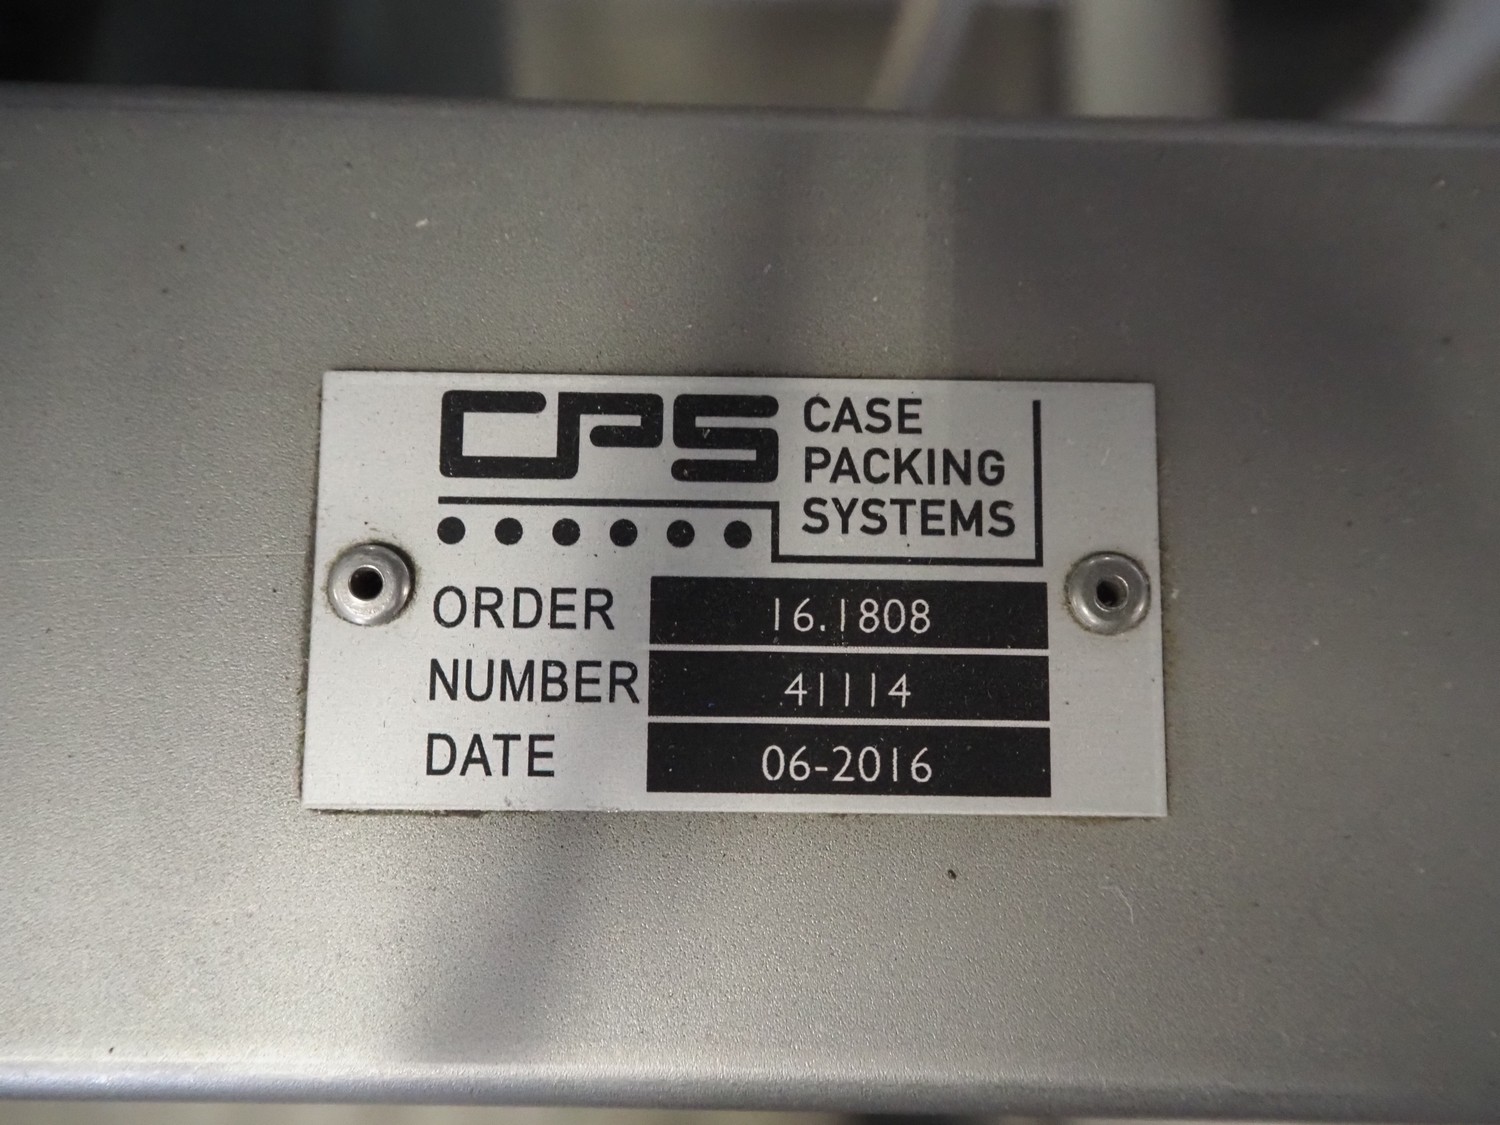 CPS CASE
PACKING
SYSTEMS
ORDER 16.1808
NUMBER 41114
DATE 06-2016